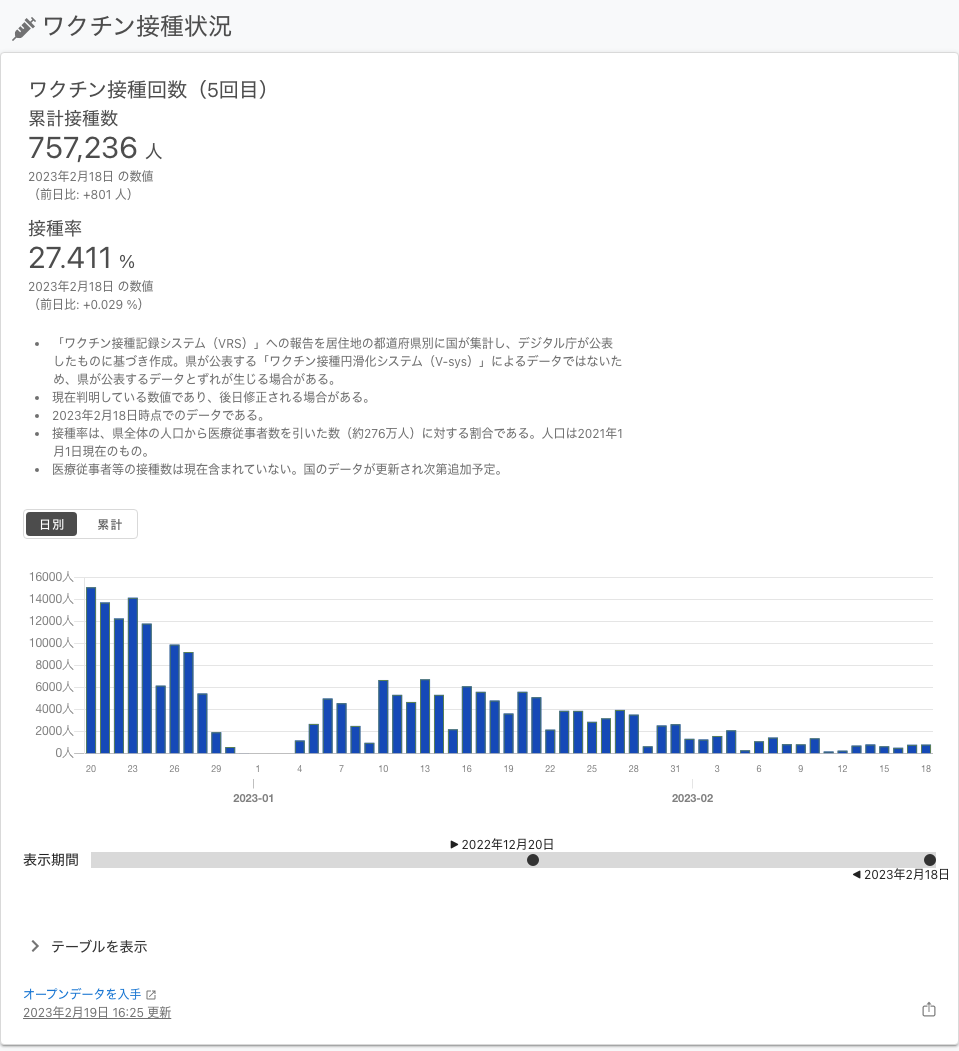 ワクチン接種状況
ワクチン接種回数（5回目）
累計接種数
757,236 人
2023年2月18日 の数値
（前日比: +801 人）
接種率
27.411 %
2023年2月18日 の数値
（前日比: +0.029 %）
• 「ワクチン接種記録システム（VRS）」への報告を居住地の都道府県別に国が集計し、デジタル庁が公表
したものに基づき作成。県が公表する「ワクチン接種円滑化システム（V-sys）」によるデータではないた
め、県が公表するデータとずれが生じる場合がある。
• 現在判明している数値であり、後日修正される場合がある。
• 2023年2月18日時点でのデータである。
• 接種率は、県全体の人口から医療従事者数を引いた数（約276万人）に対する割合である。人口は2021年1
月1日現在のもの。
• 医療従事者等の接種数は現在含まれていない。国のデータが更新され次第追加予定。
日別 累計
16000人
14000人
12000人
10000人
8000人
6000人
4000人
2000人
0人
20 23 26 29 1 4 7 10 13 16 19 22 25 28 31 3 6 9 12 15 18
2023-01 2023-02
▶ 2022年12月20日
表示期間
◀ 2023年2月18日
テーブルを表示
オープンデータを入手
2023年2月19日 16:25 更新